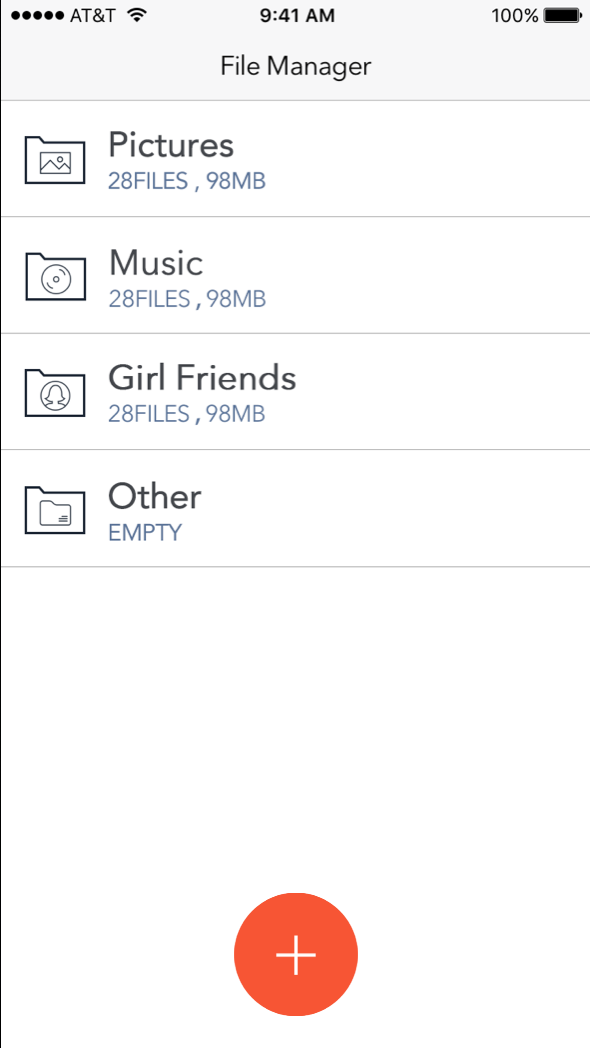 AT&T 9:41 AM 100%
File Manager
Pictures
28FILES , 98MB
Music
28FILES , 98MB
Girl Friends
28FILES , 98MB
Other
EMPTY